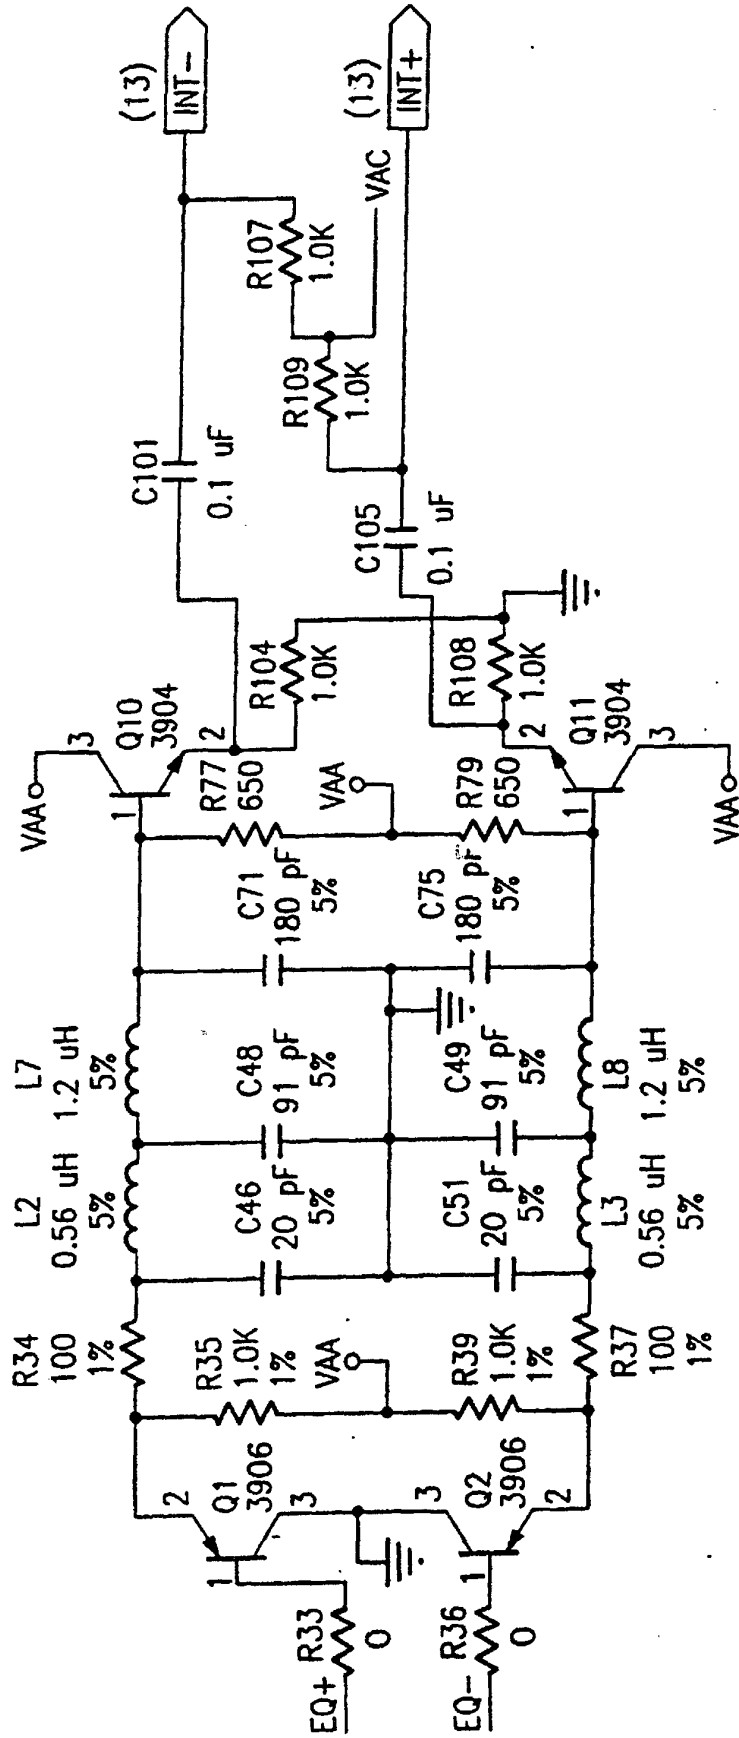 EQ+
R33
0
EQ-
R36
0
1
2
Q1
3906
3
1
3
Q2
3906
2
R34
100
1%
R35
1.0K
1%
VAA
R39
1.0K
1%
R37
100
1%
L2
0.56 uH
5%
C46
20 pF
5%
C51
20 pF
5%
L3
0.56 uH
5%
L7
1.2 uH
5%
C48
91 pF
5%
C49
91 pF
5%
L8
1.2 uH
5%
C71
180 pF
5%
C75
180 pF
5%
R77
650
VAA
R79
650
VAA
3
1
Q10
3904
2
R104
1.0K
R108
1.0K
2
1
Q11
3904
3
VAA
C101
0.1 uF
C105
0.1 uF
R109
1.0K
R107
1.0K
VAC
(13)
INT-
(13)
INT+